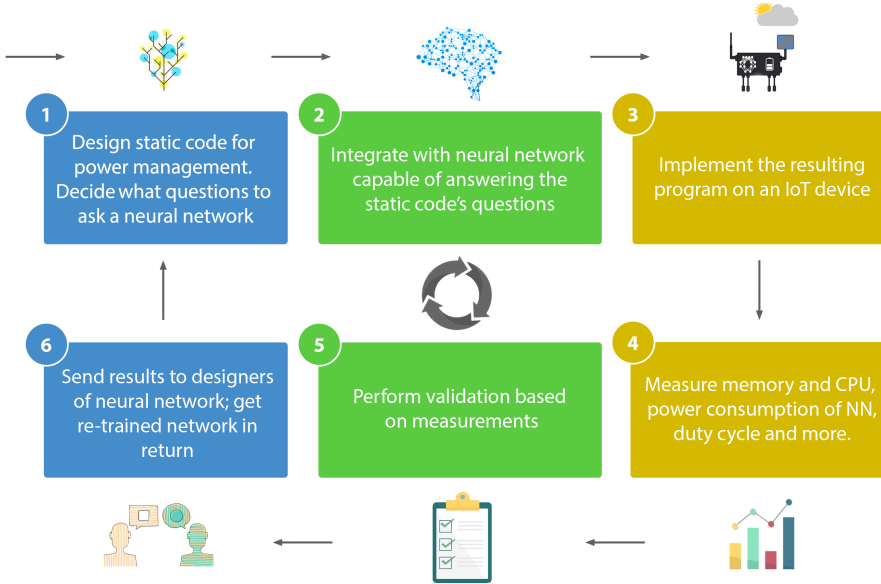 1
Design static code for
power management.
Decide what questions to
ask a neural network
2
Integrate with neural network
capable of answering the
static code's questions
3
Implement the resulting
program on an IoT device
4
Measure memory and CPU,
power consumption of NN,
duty cycle and more.
5
Perform validation based
on measurements
6
Send results to designers
of neural network; get
re-trained network in
return